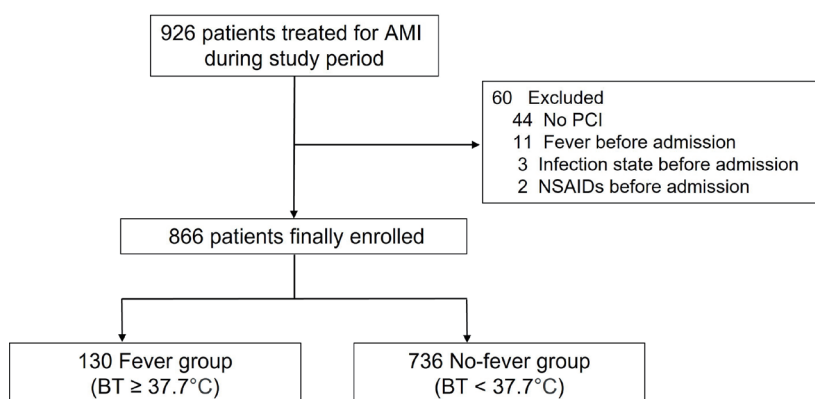 926 patients treated for AMI
during study period
60 Excluded
44 No PCI
11 Fever before admission
3 Infection state before admission
2 NSAIDs before admission
866 patients finally enrolled
130 Fever group
(BT ≥ 37.7°C)
736 No-fever group
(BT < 37.7°C)